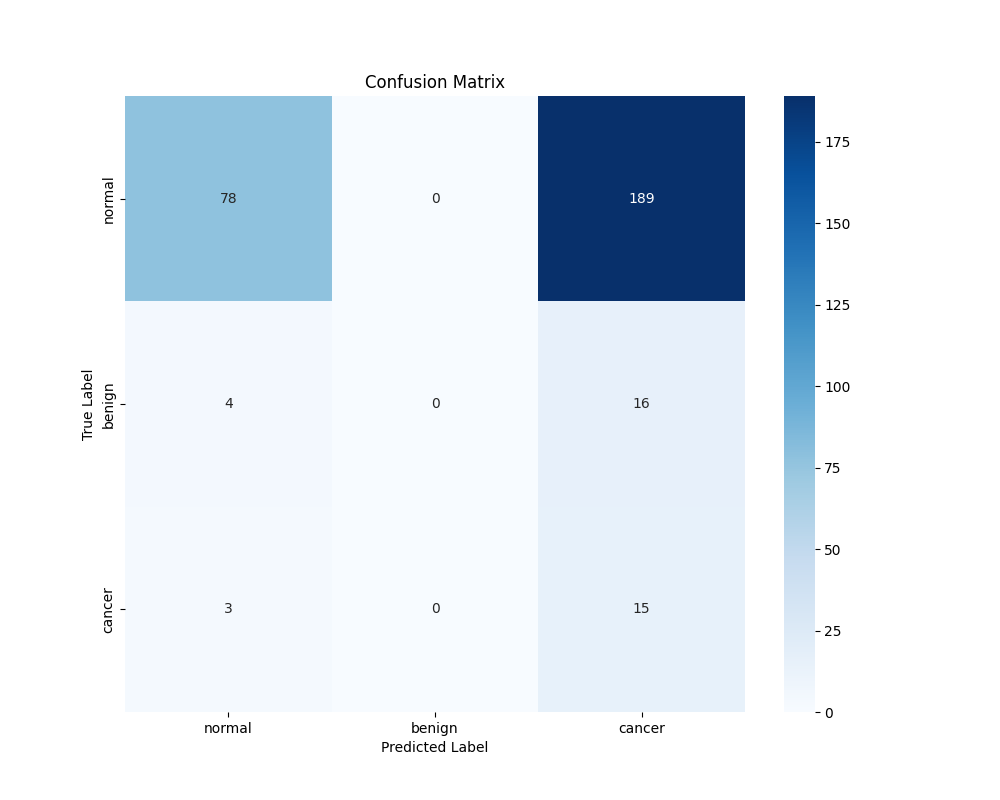 Confusion Matrix
True Label
normal
benign
cancer
78 0 189
4 0 16
3 0 15
normal benign cancer
Predicted Label
175
150
125
100
75
50
25
0